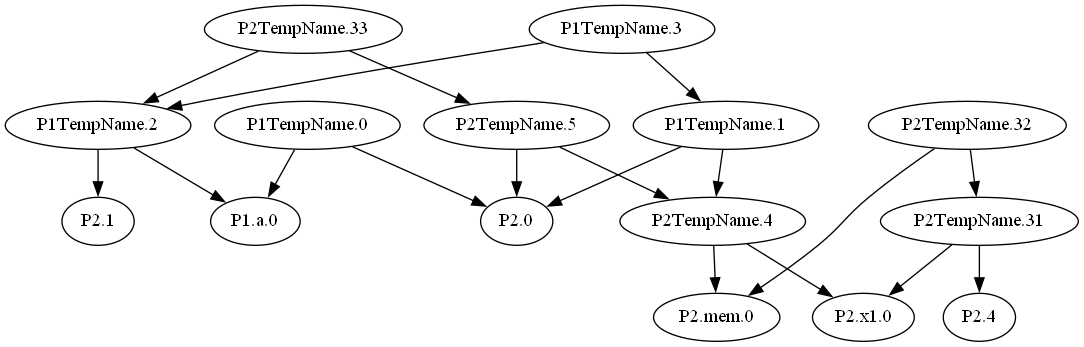 P2TempName.33
P1TempName.3
P1TempName.2
P1TempName.0
P2TempName.5
P1TempName.1
P2TempName.32
P2.1
P1.a.0
P2.0
P2TempName.4
P2TempName.31
P2.mem.0
P2.x1.0
P2.4